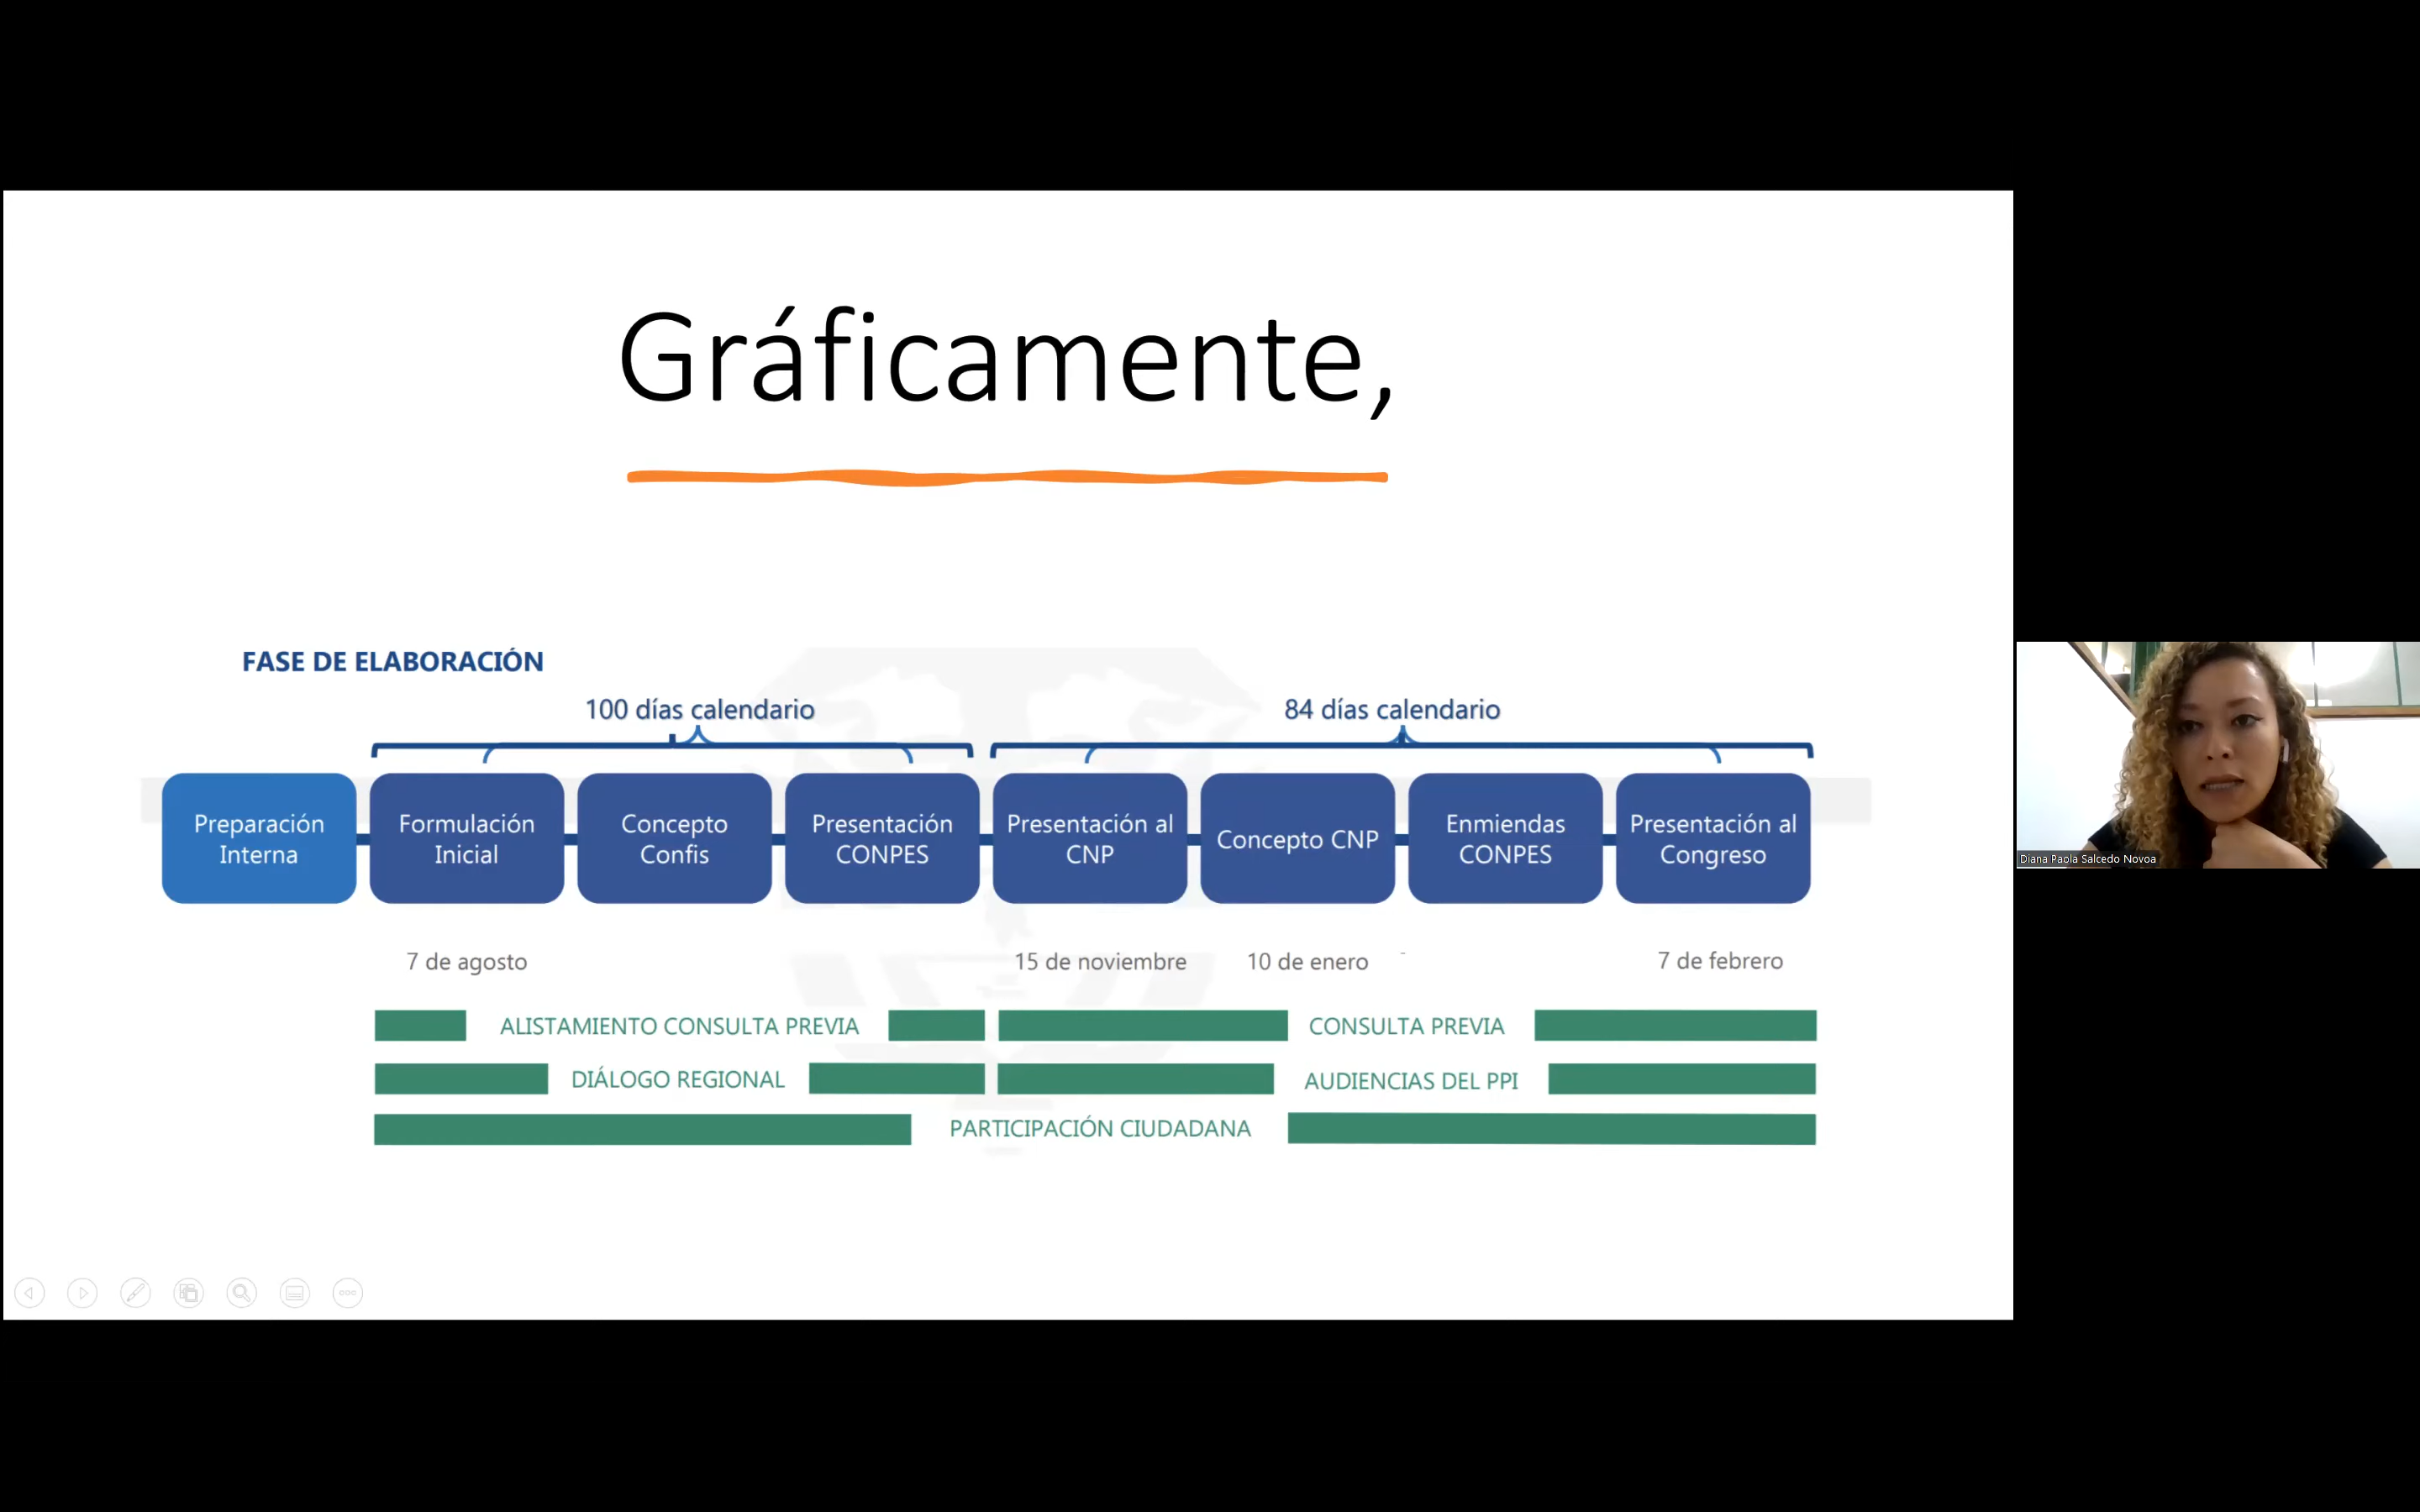 Gráficamente,
FASE DE ELABORACIÓN
100 días calendario
84 días calendario
Preparación
Interna
Formulación
Inicial
Concepto
Confis
Presentación
CONPES
Presentación al
CNP
Concepto CNP
Enmiendas
CONPES
Presentación al
Congreso
7 de agosto
15 de noviembre
10 de enero
7 de febrero
ALISTAMIENTO CONSULTA PREVIA
CONSULTA PREVIA
DIÁLOGO REGIONAL
AUDIENCIAS DEL PPI
PARTICIPACIÓN CIUDADANA
Diana Paola Salcedo Novoa